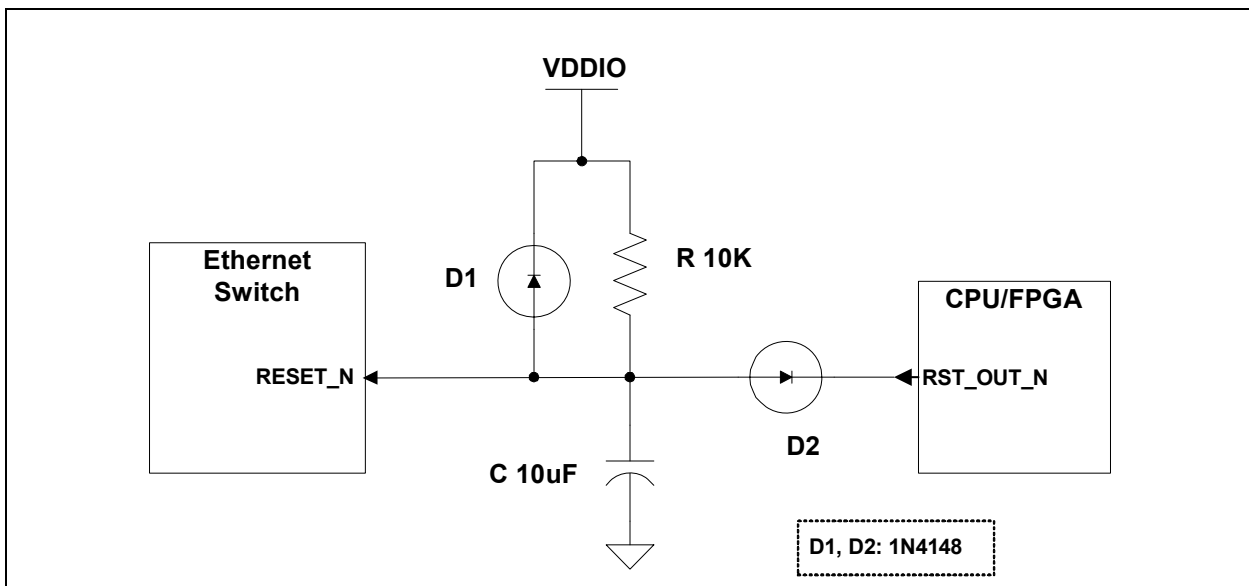 VDDIO
Ethernet
Switch
D1
R 10K
CPU/FPGA
RESET_N
RST_OUT_N
D2
C 10uF
D1, D2: 1N4148